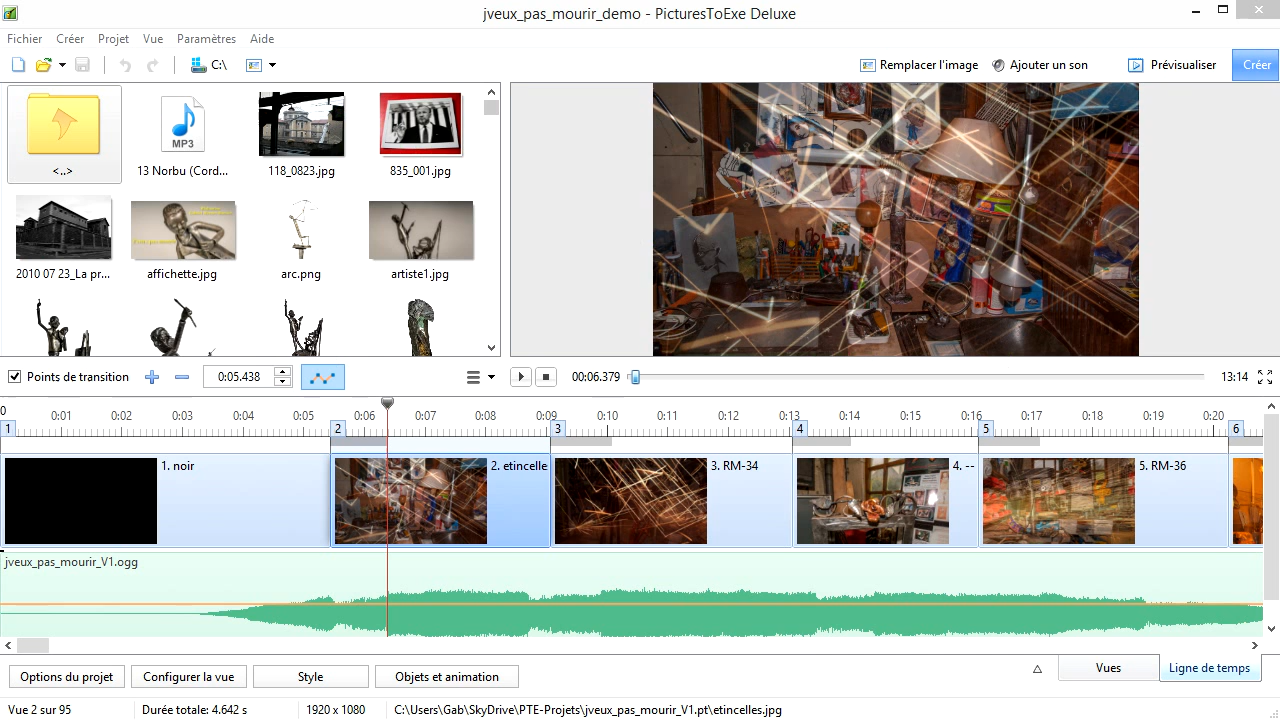 jveux_pas_mourir_demo - PicturesToExe Deluxe
Fichier Créer Projet Vue Paramètres Aide
C:\ Remplacer l'image Ajouter un son Prévisualiser Créer
MP3
<..> 13 Norbu (Cord... 118_0823.jpg 835_001.jpg
2010 07 23_La pr... affichette.jpg arc.png artiste1.jpg
Points de transition 0:05.438 00:06.379 13:14
0 0:01 0:02 0:03 0:04 0:05 0:06 0:07 0:08 0:09 0:10 0:11 0:12 0:13 0:14 0:15 0:16 0:17 0:18 0:19 0:20
1 2 3 4 5 6
1. noir 2. etincelle 3. RM-34 4. -- 5. RM-36
jveux_pas_mourir_V1.ogg
Options du projet Configurer la vue Style Objets et animation Vues Ligne de temps
Vue 2 sur 95 Durée totale: 4.642 s 1920 x 1080 C:\Users\Gab\SkyDrive\PTE-Projets\jveux_pas_mourir_V1.pt\etincelles.jpg